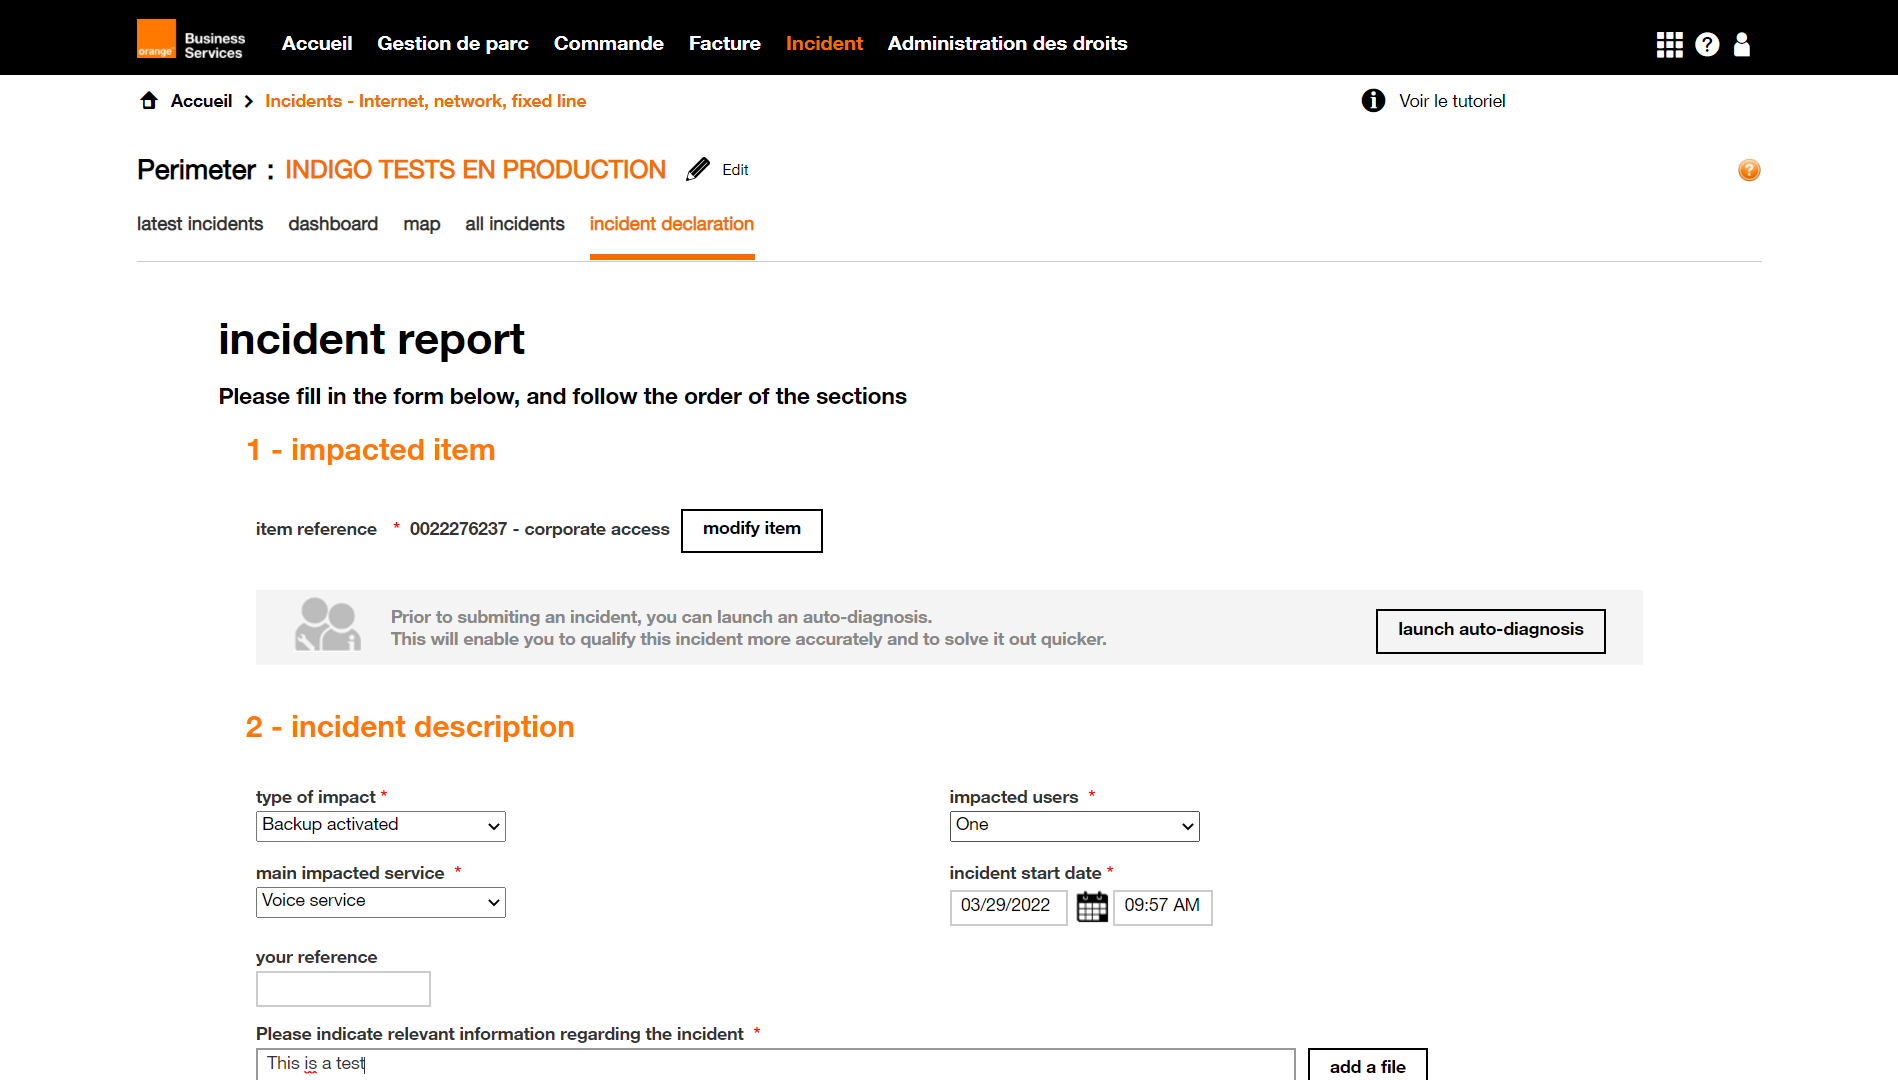 orange Business Services
Accueil Gestion de parc Commande Facture Incident Administration des droits
Accueil Incidents - Internet, network, fixed line
Voir le tutoriel
Perimeter : INDIGO TESTS EN PRODUCTION Edit
latest incidents dashboard map all incidents incident declaration
incident report
Please fill in the form below, and follow the order of the sections
1 - impacted item
item reference * 0022276237 - corporate access modify item
Prior to submiting an incident, you can launch an auto-diagnosis.
This will enable you to qualify this incident more accurately and to solve it out quicker.
launch auto-diagnosis
2 - incident description
type of impact *
Backup activated
impacted users *
One
main impacted service *
Voice service
incident start date *
03/29/2022 09:57 AM
your reference
Please indicate relevant information regarding the incident *
This is a test
add a file